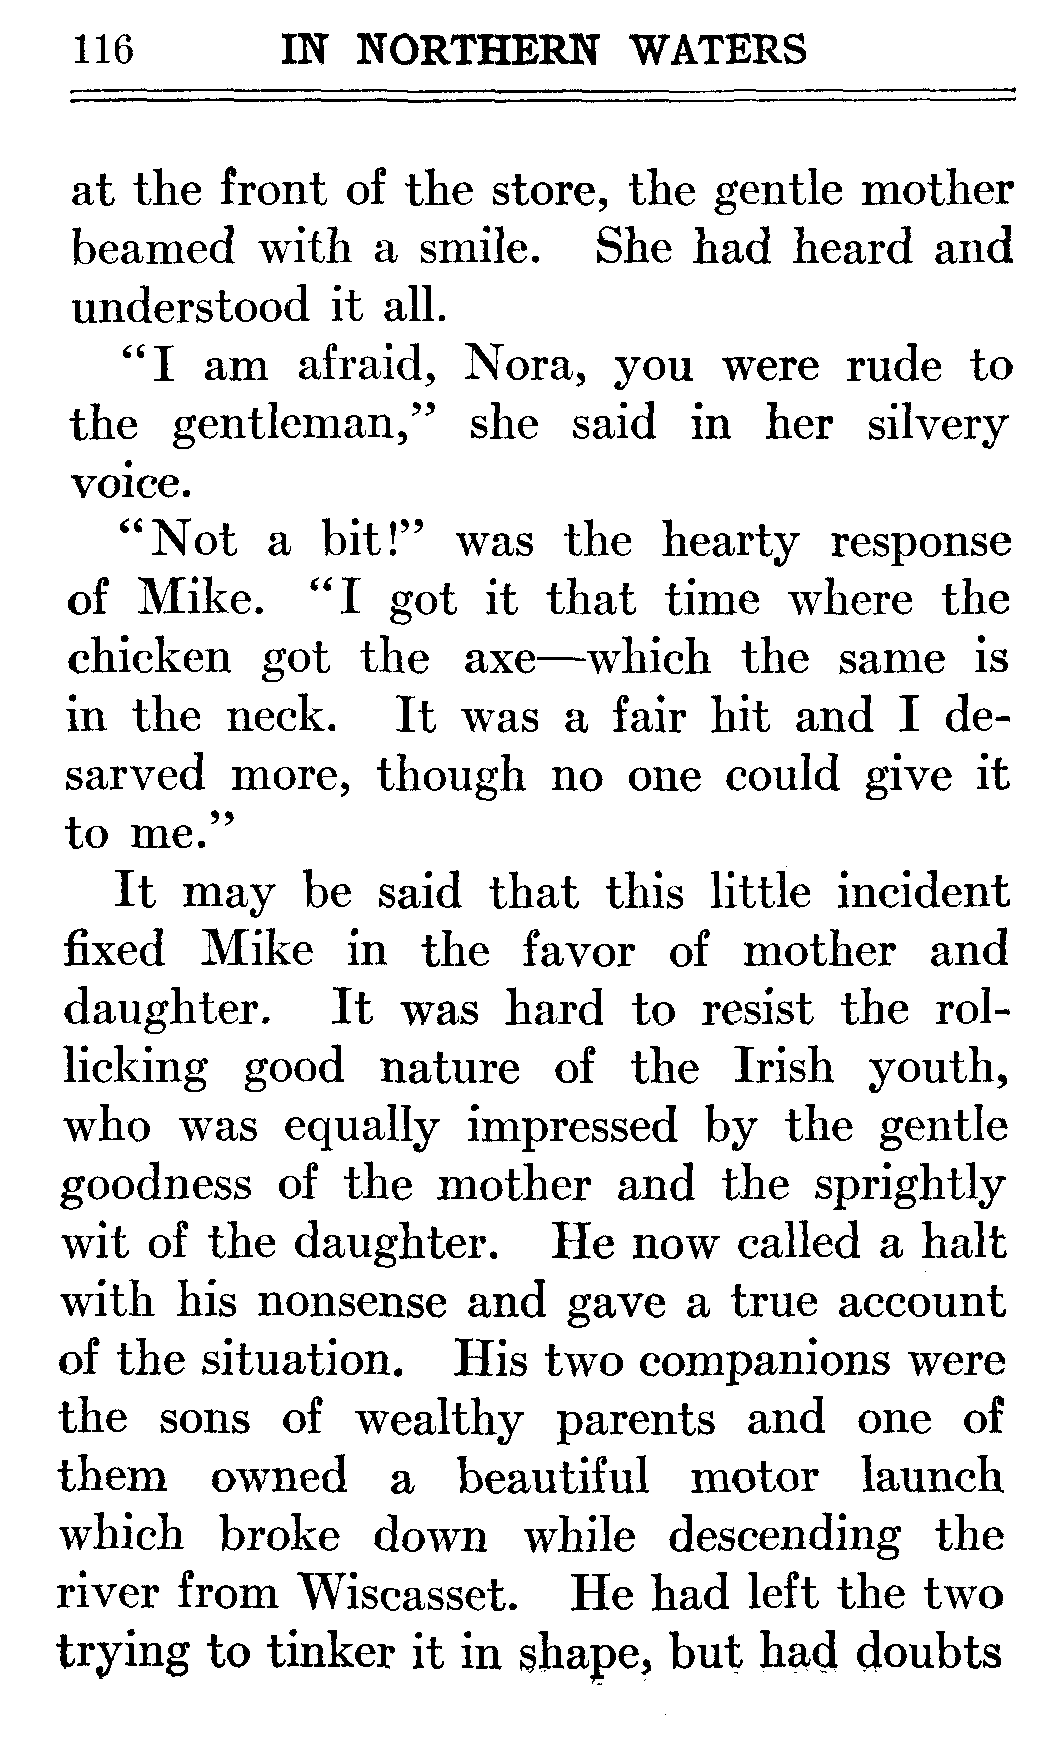 116 IN NORTHERN WATERS
at the front of the store, the gentle mother
beamed with a smile. She had heard and
understood it all.
"I am afraid, Nora, you were rude to
the gentleman," she said in her silvery
voice.
"Not a bit!" was the hearty response
of Mike. "I got it that time where the
chicken got the axe—which the same is
in the neck. It was a fair hit and I de-
sarved more, though no one could give it
to me."
It may be said that this little incident
fixed Mike in the favor of mother and
daughter. It was hard to resist the rol-
licking good nature of the Irish youth,
who was equally impressed by the gentle
goodness of the mother and the sprightly
wit of the daughter. He now called a halt
with his nonsense and gave a true account
of the situation. His two companions were
the sons of wealthy parents and one of
them owned a beautiful motor launch
which broke down while descending the
river from Wiscasset. He had left the two
trying to tinker it in shape, but had doubts